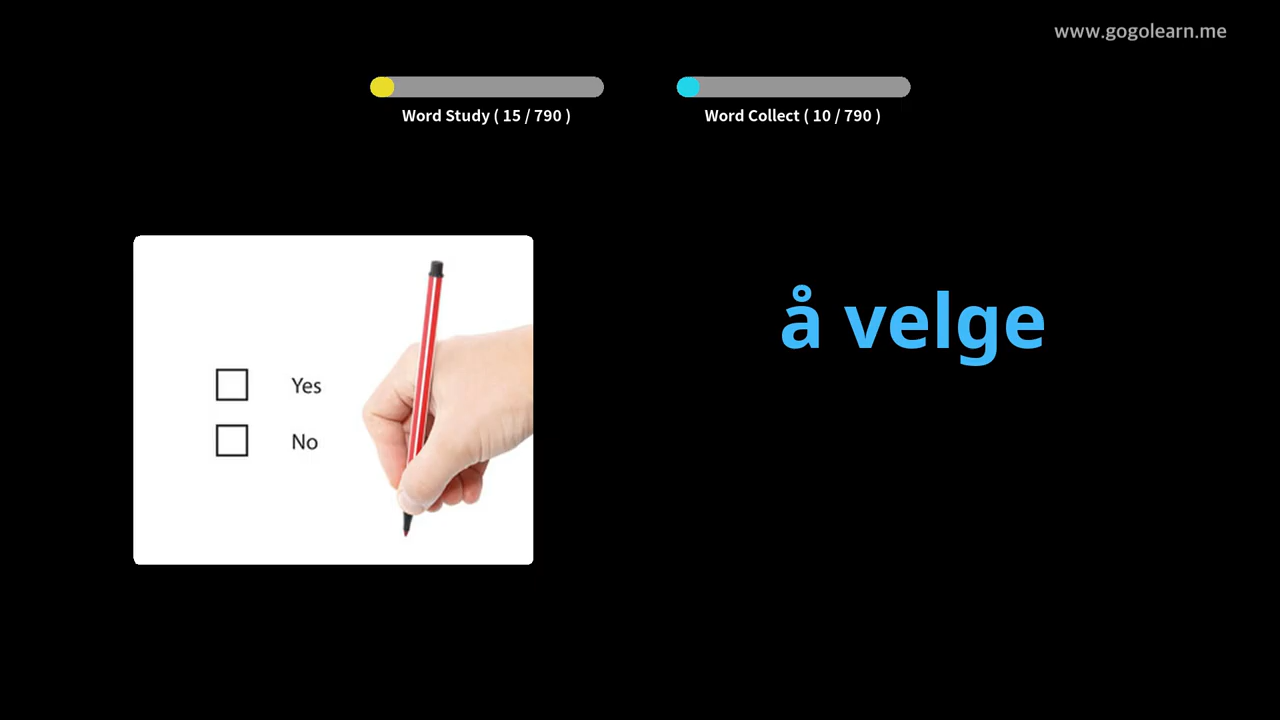 www.gogolearn.me
Word Study ( 15 / 790 )
Word Collect ( 10 / 790 )
å velge
Yes
No